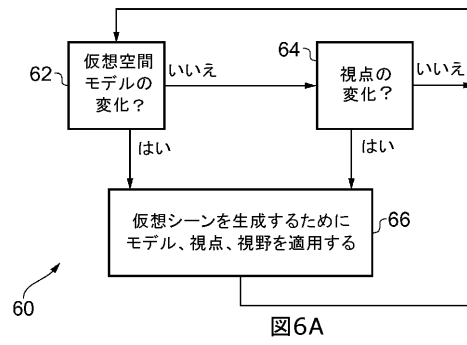 62
仮想空間
モデルの
変化？
いいえ
64
視点の
変化？
いいえ
はい
はい
仮想シーンを生成するために
モデル、視点、視野を適用する
66
60
図6A